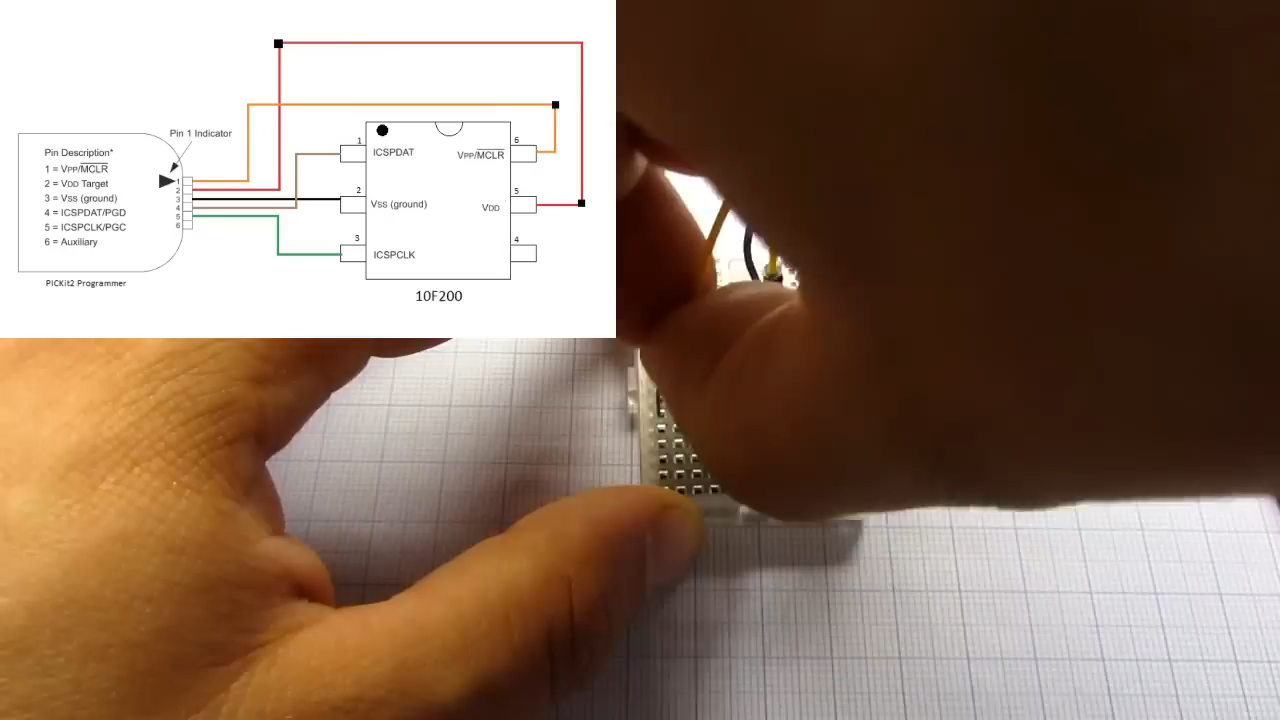 Pin 1 Indicator
Pin Description*
1 = VPP/MCLR
2 = VDD Target
3 = VSS (ground)
4 = ICSPDAT/PGD
5 = ICSPCLK/PGC
6 = Auxiliary
1
2
3
4
5
6
PICKit2 Programmer
1
ICSPDAT
VPP/MCLR
6
2
VSS (ground)
VDD
5
3
ICSPCLK
4
10F200